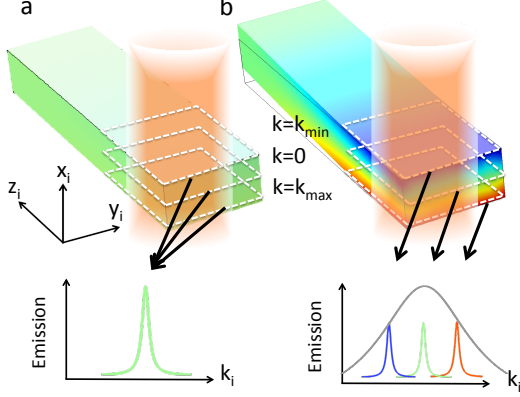 a
b
k=k_min
k=0
k=k_max
x_i
z_i
y_i
Emission
k_i
Emission
k_i